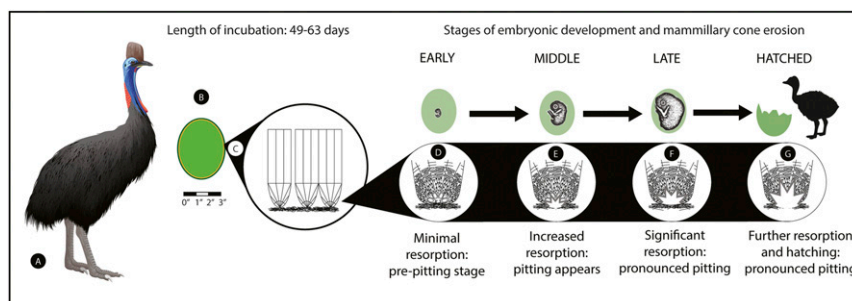 Length of incubation: 49-63 days
Stages of embryonic development and mammillary cone erosion
EARLY
MIDDLE
LATE
HATCHED
B
C
0" 1" 2" 3"
A
D
E
F
G
Minimal
resorption:
pre-pitting stage
Increased
resorption:
pitting appears
Significant
resorption:
pronounced pitting
Further resorption
and hatching:
pronounced pitting